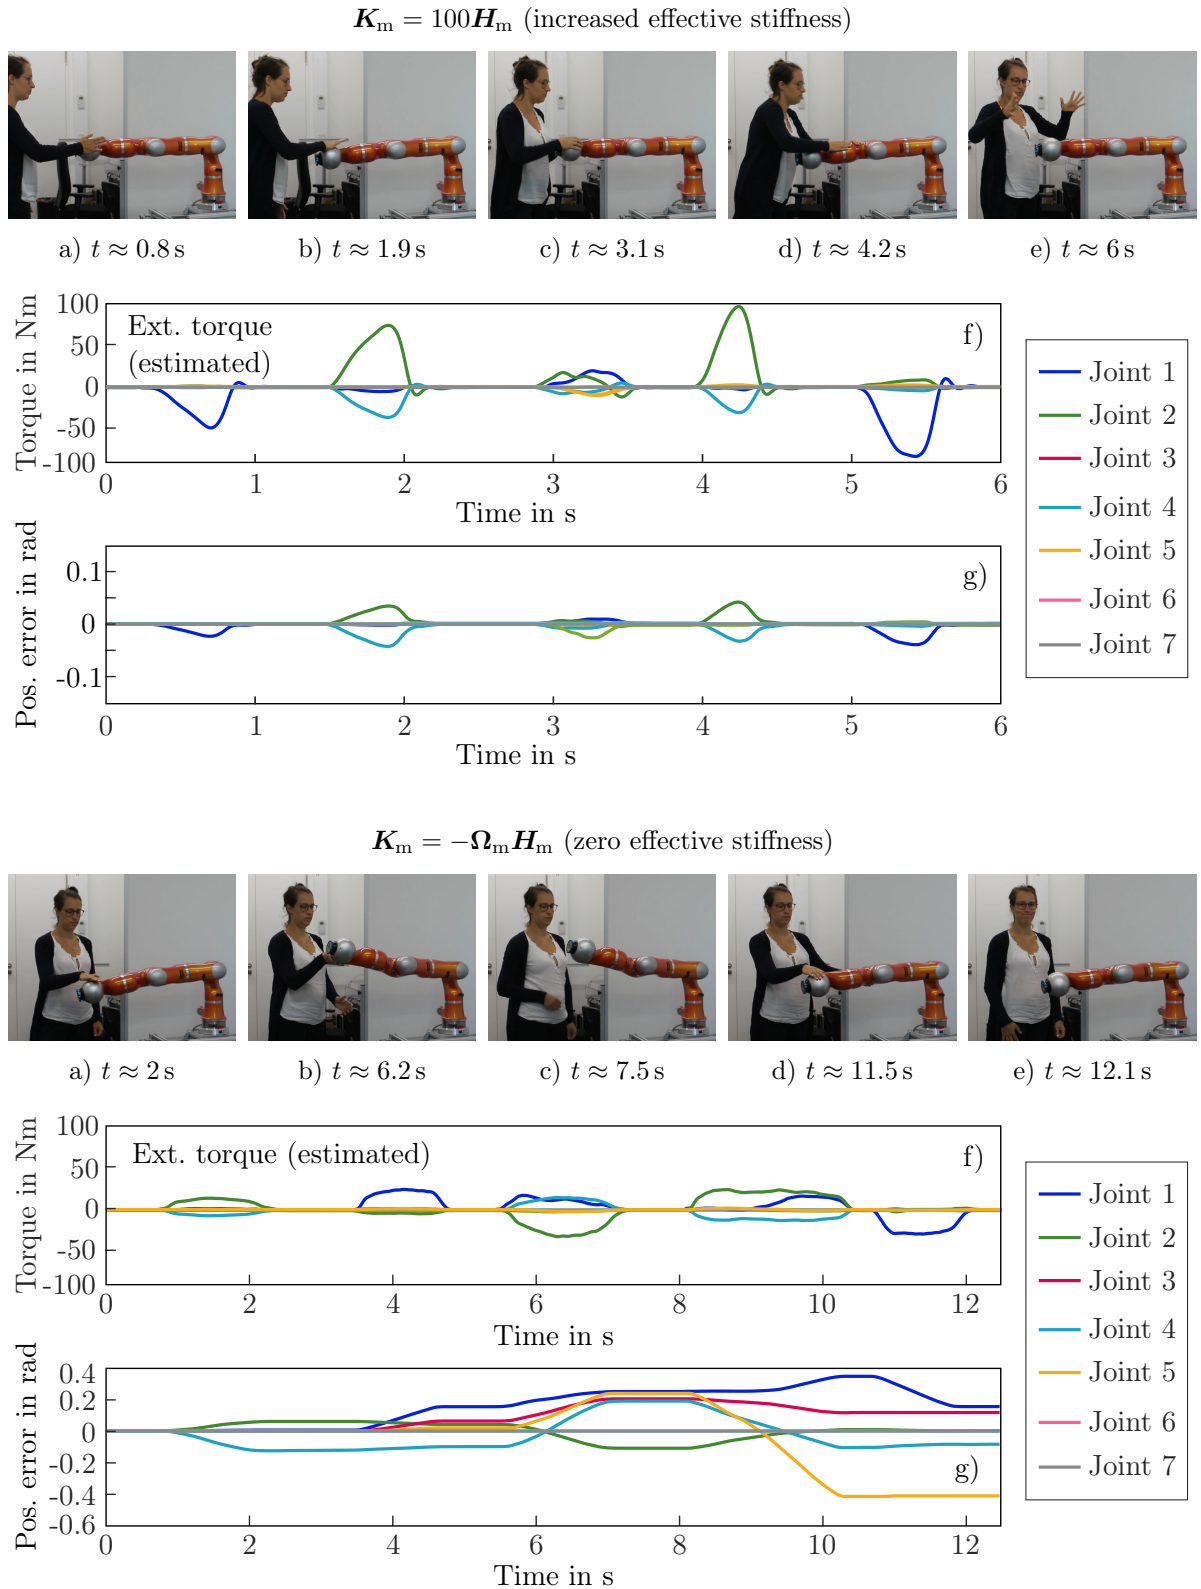 K_m = 100H_m (increased effective stiffness)
a) t ≈ 0.8 s
b) t ≈ 1.9 s
c) t ≈ 3.1 s
d) t ≈ 4.2 s
e) t ≈ 6 s
Torque in Nm
100
50
0
-50
-100
Ext. torque
(estimated)
f)
0 1 2 3 4 5 6
Time in s
Pos. error in rad
0.1
0
-0.1
g)
0 1 2 3 4 5 6
Time in s
Joint 1
Joint 2
Joint 3
Joint 4
Joint 5
Joint 6
Joint 7
K_m = −Ω_mH_m (zero effective stiffness)
a) t ≈ 2 s
b) t ≈ 6.2 s
c) t ≈ 7.5 s
d) t ≈ 11.5 s
e) t ≈ 12.1 s
Torque in Nm
100
50
0
-50
-100
Ext. torque (estimated)
f)
0 2 4 6 8 10 12
Time in s
Pos. error in rad
0.4
0.2
0
-0.2
-0.4
-0.6
g)
0 2 4 6 8 10 12
Time in s
Joint 1
Joint 2
Joint 3
Joint 4
Joint 5
Joint 6
Joint 7